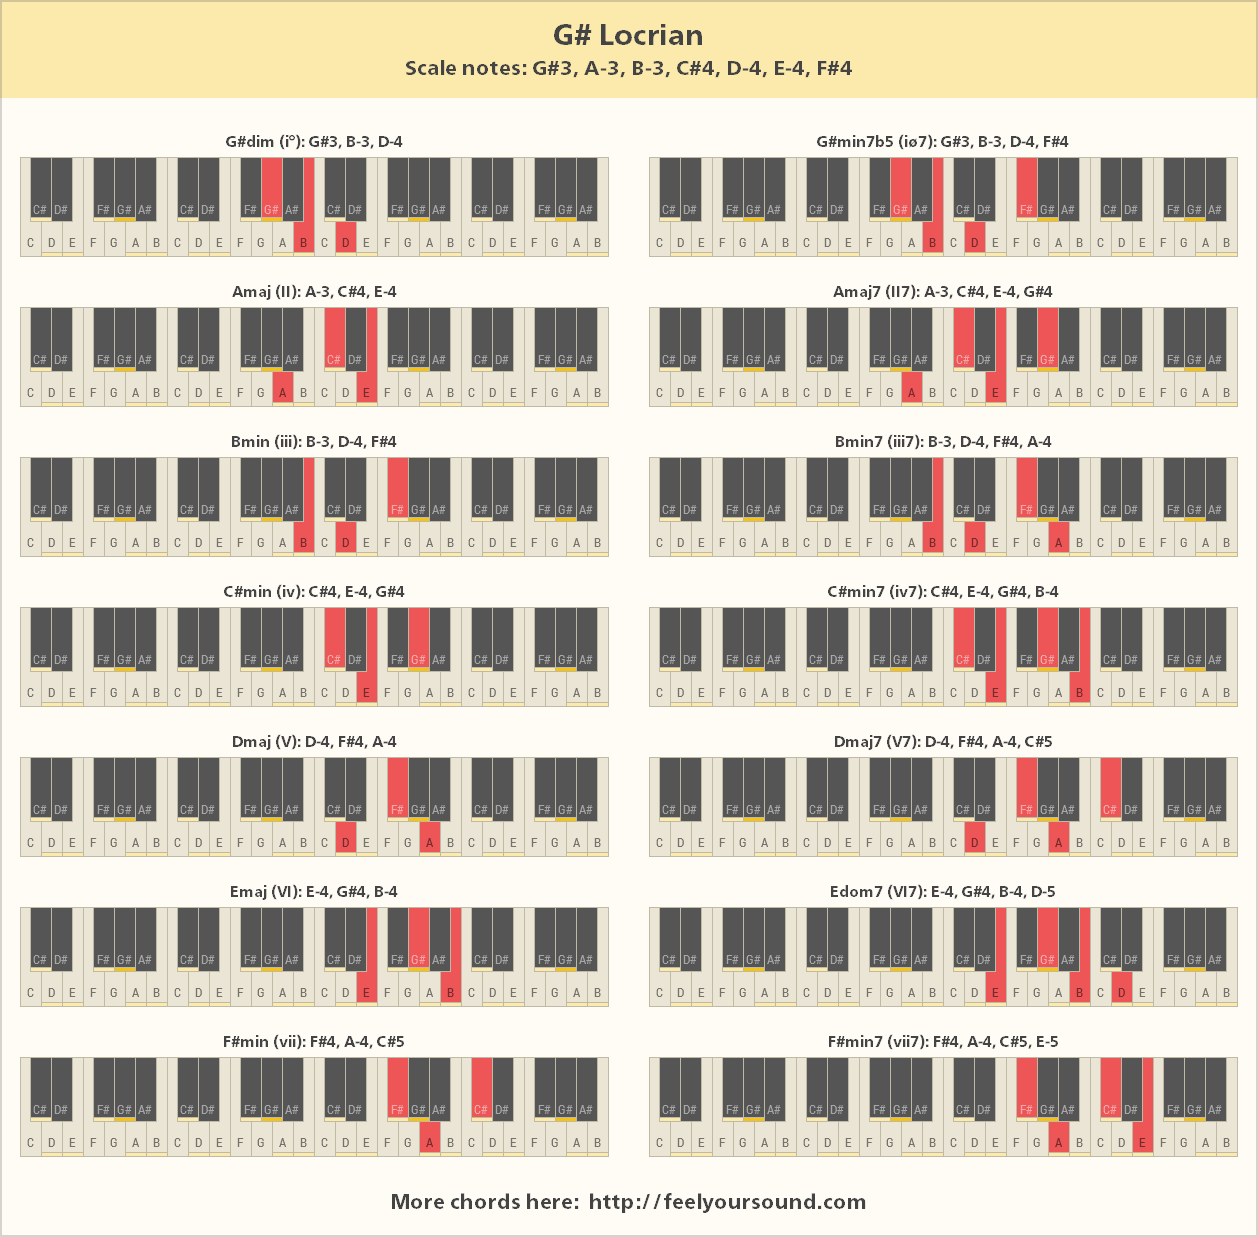 G# Locrian
Scale notes: G#3, A-3, B-3, C#4, D-4, E-4, F#4
G#dim (i°): G#3, B-3, D-4
C# D# F# G# A# C# D# F# G# A# C# D# F# G# A# C# D# F# G# A#
C D E F G A B C D E F G A B C D E F G A B C D E F G A B
G#min7b5 (iø7): G#3, B-3, D-4, F#4
C# D# F# G# A# C# D# F# G# A# C# D# F# G# A# C# D# F# G# A#
C D E F G A B C D E F G A B C D E F G A B C D E F G A B
Amaj (II): A-3, C#4, E-4
C# D# F# G# A# C# D# F# G# A# C# D# F# G# A# C# D# F# G# A#
C D E F G A B C D E F G A B C D E F G A B C D E F G A B
Amaj7 (II7): A-3, C#4, E-4, G#4
C# D# F# G# A# C# D# F# G# A# C# D# F# G# A# C# D# F# G# A#
C D E F G A B C D E F G A B C D E F G A B C D E F G A B
Bmin (iii): B-3, D-4, F#4
C# D# F# G# A# C# D# F# G# A# C# D# F# G# A# C# D# F# G# A#
C D E F G A B C D E F G A B C D E F G A B C D E F G A B
Bmin7 (iii7): B-3, D-4, F#4, A-4
C# D# F# G# A# C# D# F# G# A# C# D# F# G# A# C# D# F# G# A#
C D E F G A B C D E F G A B C D E F G A B C D E F G A B
C#min (iv): C#4, E-4, G#4
C# D# F# G# A# C# D# F# G# A# C# D# F# G# A# C# D# F# G# A#
C D E F G A B C D E F G A B C D E F G A B C D E F G A B
C#min7 (iv7): C#4, E-4, G#4, B-4
C# D# F# G# A# C# D# F# G# A# C# D# F# G# A# C# D# F# G# A#
C D E F G A B C D E F G A B C D E F G A B C D E F G A B
Dmaj (V): D-4, F#4, A-4
C# D# F# G# A# C# D# F# G# A# C# D# F# G# A# C# D# F# G# A#
C D E F G A B C D E F G A B C D E F G A B C D E F G A B
Dmaj7 (V7): D-4, F#4, A-4, C#5
C# D# F# G# A# C# D# F# G# A# C# D# F# G# A# C# D# F# G# A#
C D E F G A B C D E F G A B C D E F G A B C D E F G A B
Emaj (VI): E-4, G#4, B-4
C# D# F# G# A# C# D# F# G# A# C# D# F# G# A# C# D# F# G# A#
C D E F G A B C D E F G A B C D E F G A B C D E F G A B
Edom7 (VI7): E-4, G#4, B-4, D-5
C# D# F# G# A# C# D# F# G# A# C# D# F# G# A# C# D# F# G# A#
C D E F G A B C D E F G A B C D E F G A B C D E F G A B
F#min (vii): F#4, A-4, C#5
C# D# F# G# A# C# D# F# G# A# C# D# F# G# A# C# D# F# G# A#
C D E F G A B C D E F G A B C D E F G A B C D E F G A B
F#min7 (vii7): F#4, A-4, C#5, E-5
C# D# F# G# A# C# D# F# G# A# C# D# F# G# A# C# D# F# G# A#
C D E F G A B C D E F G A B C D E F G A B C D E F G A B
More chords here: http://feelyoursound.com